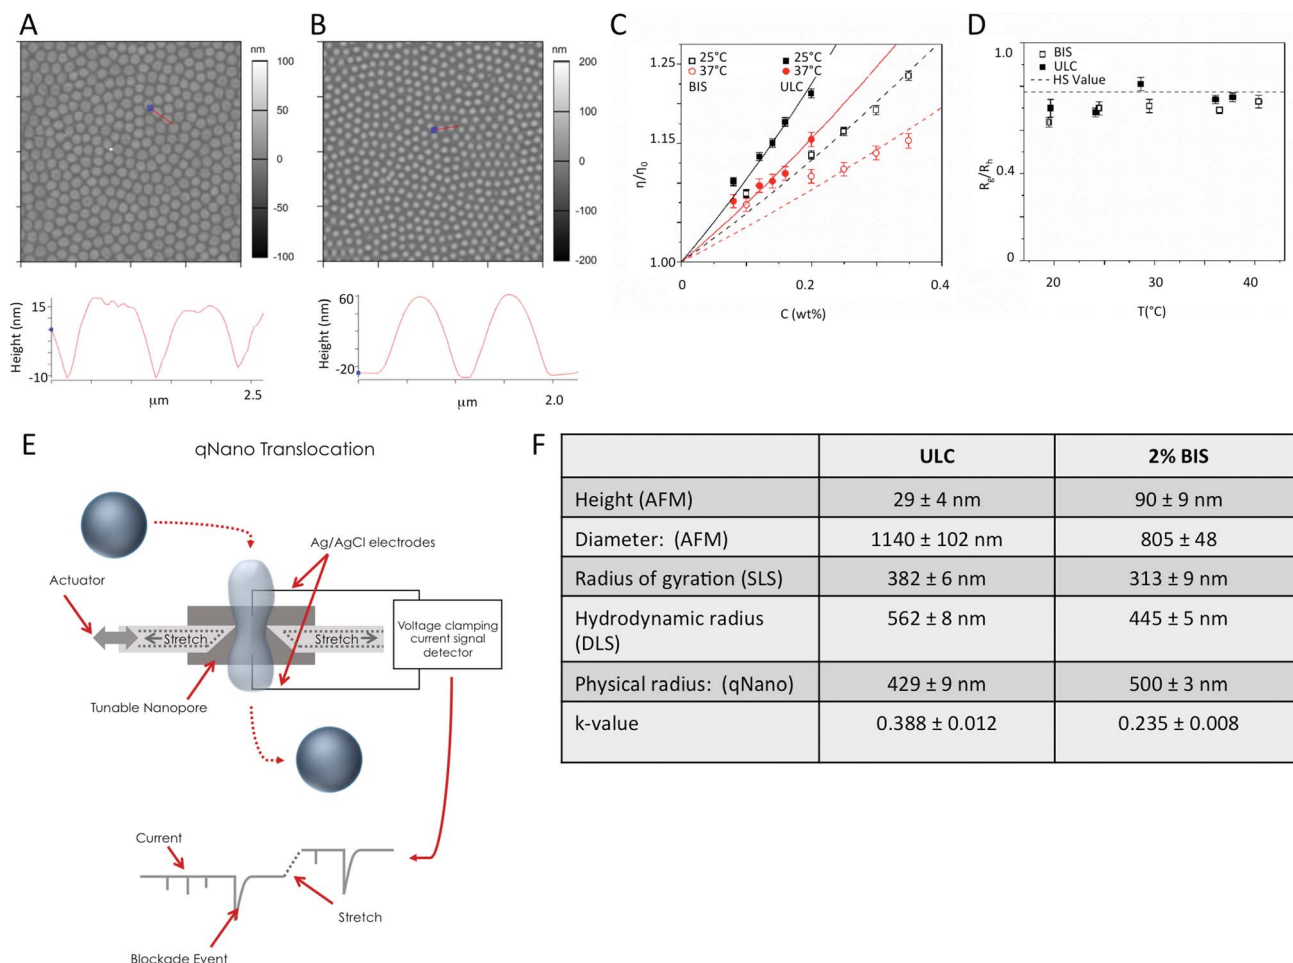 A
nm
100
50
0
-50
-100
15
-10
Height (nm)
μm
2.5
B
nm
200
100
0
-100
-200
60
-20
Height (nm)
μm
2.0
C
25°C
37°C
BIS
25°C
37°C
ULC
1.25
1.15
1.00
η/η0
0
0.1
0.2
0.3
0.4
C (wt%)
D
BIS
ULC
HS Value
1.0
0.4
0
Rg/Rh
20
25
30
35
40
T(°C)
E
qNano Translocation
Ag/AgCl electrodes
Actuator
Stretch
Stretch
Voltage clamping
current signal
detector
Tunable Nanopore
Current
Stretch
Blockade Event
F
ULC 2% BIS
Height (AFM) 29 ± 4 nm 90 ± 9 nm
Diameter: (AFM) 1140 ± 102 nm 805 ± 48
Radius of gyration (SLS) 382 ± 6 nm 313 ± 9 nm
Hydrodynamic radius 562 ± 8 nm 445 ± 5 nm
(DLS)
Physical radius: (qNano) 429 ± 9 nm 500 ± 3 nm
k-value 0.388 ± 0.012 0.235 ± 0.008